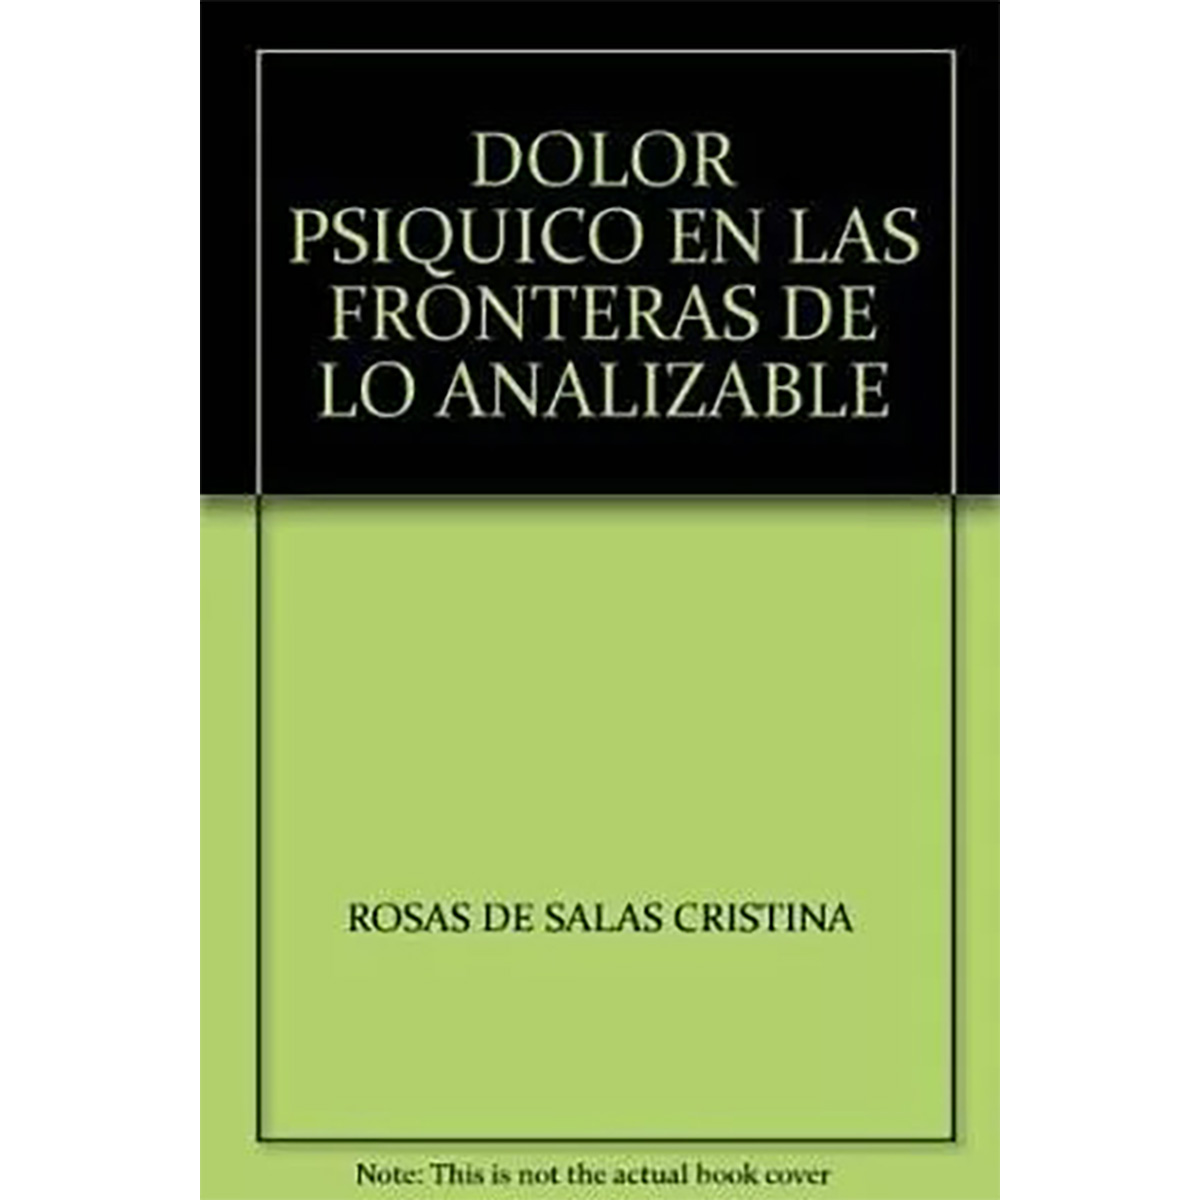 DOLOR
PSIQUICO EN LAS
FRONTERAS DE
LO ANALIZABLE
ROSAS DE SALAS CRISTINA
Note: This is not the actual book cover